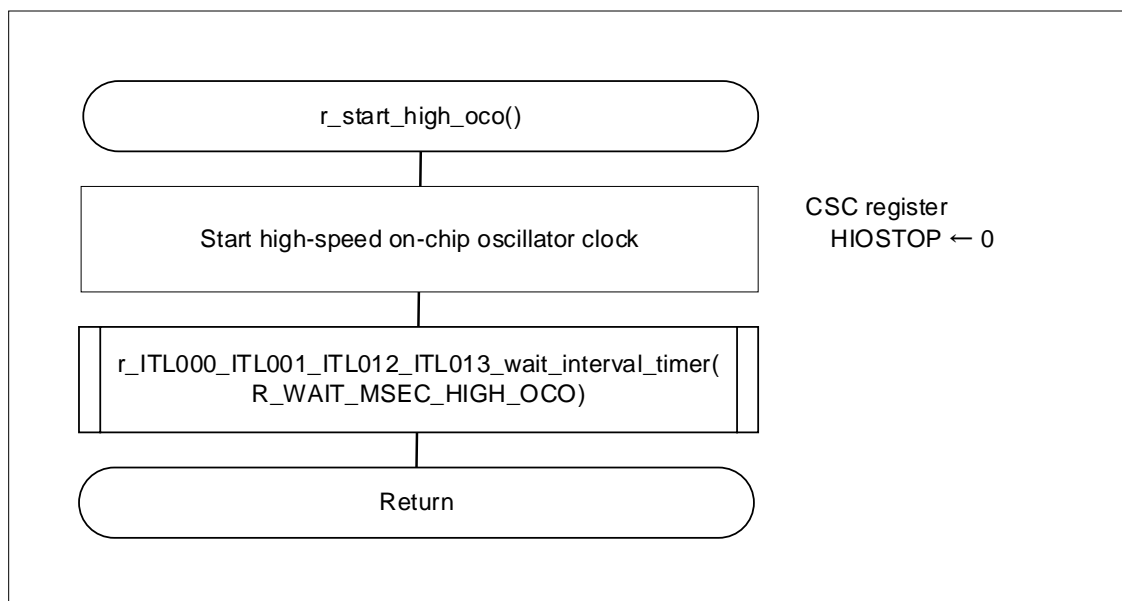 r_start_high_oco()
Start high-speed on-chip oscillator clock
CSC register
HIOSTOP ← 0
r_ITL000_ITL001_ITL012_ITL013_wait_interval_timer(
R_WAIT_MSEC_HIGH_OCO)
Return